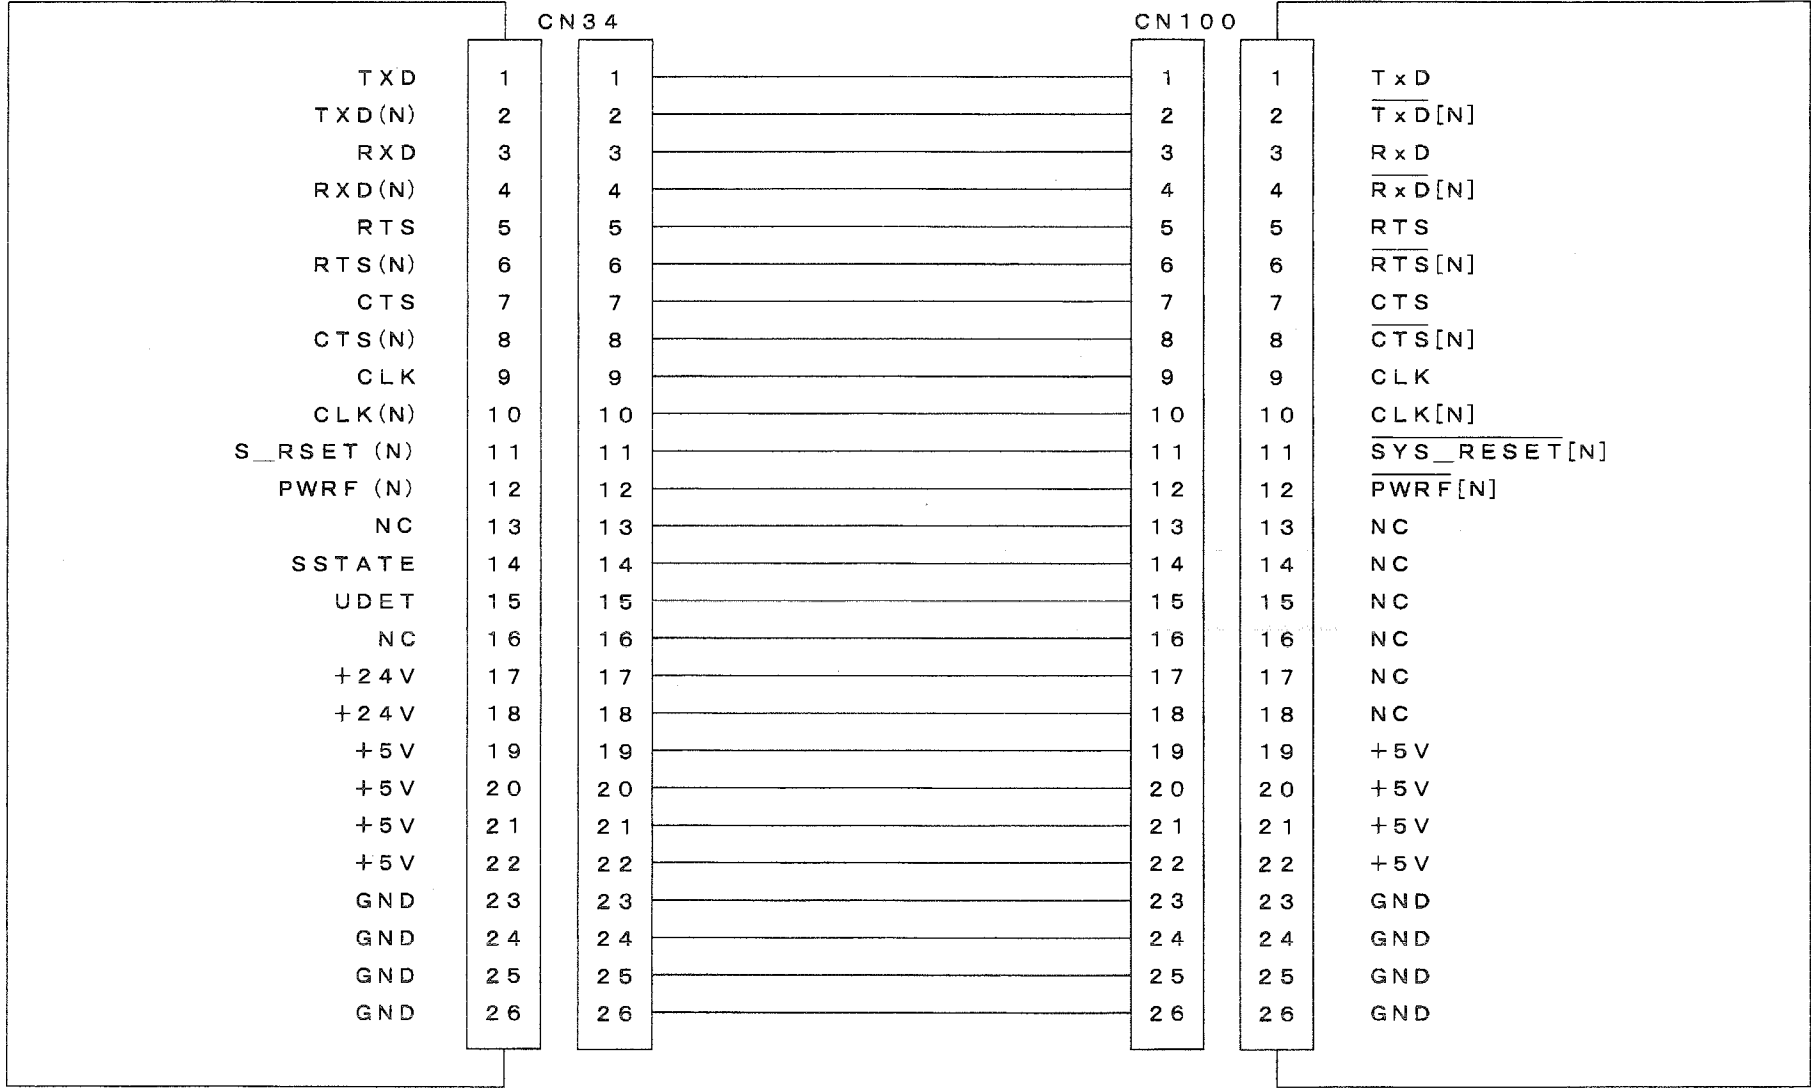 CN34 CN100
TXD 1 1 1 1 TxD
TXD(N) 2 2 2 2 TxD[N]
RXD 3 3 3 3 RxD
RXD(N) 4 4 4 4 RxD[N]
RTS 5 5 5 5 RTS
RTS(N) 6 6 6 6 RTS[N]
CTS 7 7 7 7 CTS
CTS(N) 8 8 8 8 CTS[N]
CLK 9 9 9 9 CLK
CLK(N) 10 10 10 10 CLK[N]
S_RSET (N) 11 11 11 11 SYS_RESET[N]
PWRF (N) 12 12 12 12 PWRF[N]
NC 13 13 13 13 NC
SSTATE 14 14 14 14 NC
UDET 15 15 15 15 NC
NC 16 16 16 16 NC
+24V 17 17 17 17 NC
+24V 18 18 18 18 NC
+5V 19 19 19 19 +5V
+5V 20 20 20 20 +5V
+5V 21 21 21 21 +5V
+5V 22 22 22 22 +5V
GND 23 23 23 23 GND
GND 24 24 24 24 GND
GND 25 25 25 25 GND
GND 26 26 26 26 GND